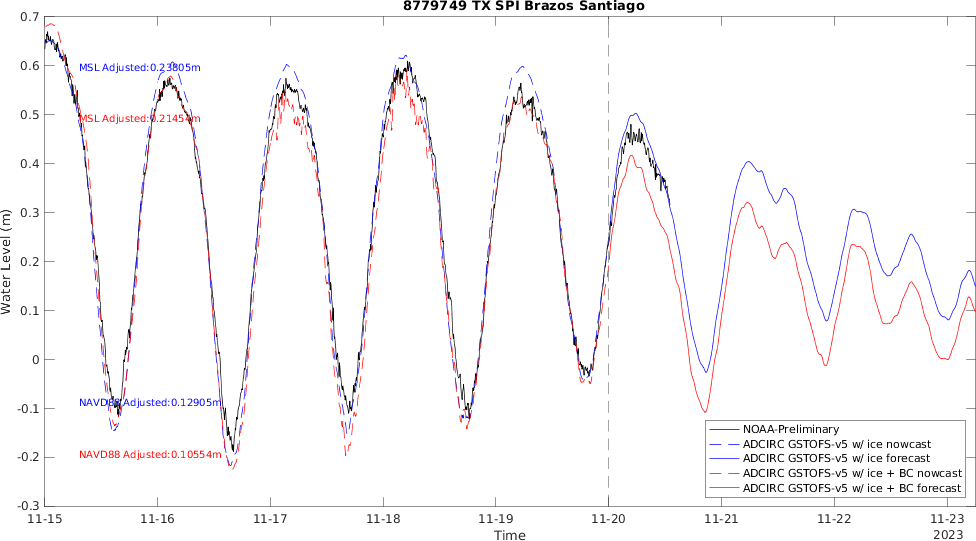 8779749 TX SPI Brazos Santiago
0.7
0.6
0.5
0.4
0.3
0.2
0.1
0
-0.1
-0.2
-0.3
Water Level (m)
MSL Adjusted:0.23805m
MSL Adjusted:0.21454m
NAVD88 Adjusted:0.12905m
NAVD88 Adjusted:0.10554m
NOAA-Preliminary
ADCIRC GSTOFS-v5 w/ ice nowcast
ADCIRC GSTOFS-v5 w/ ice forecast
ADCIRC GSTOFS-v5 w/ ice + BC nowcast
ADCIRC GSTOFS-v5 w/ ice + BC forecast
11-15 11-16 11-17 11-18 11-19 11-20 11-21 11-22 11-23
Time 2023